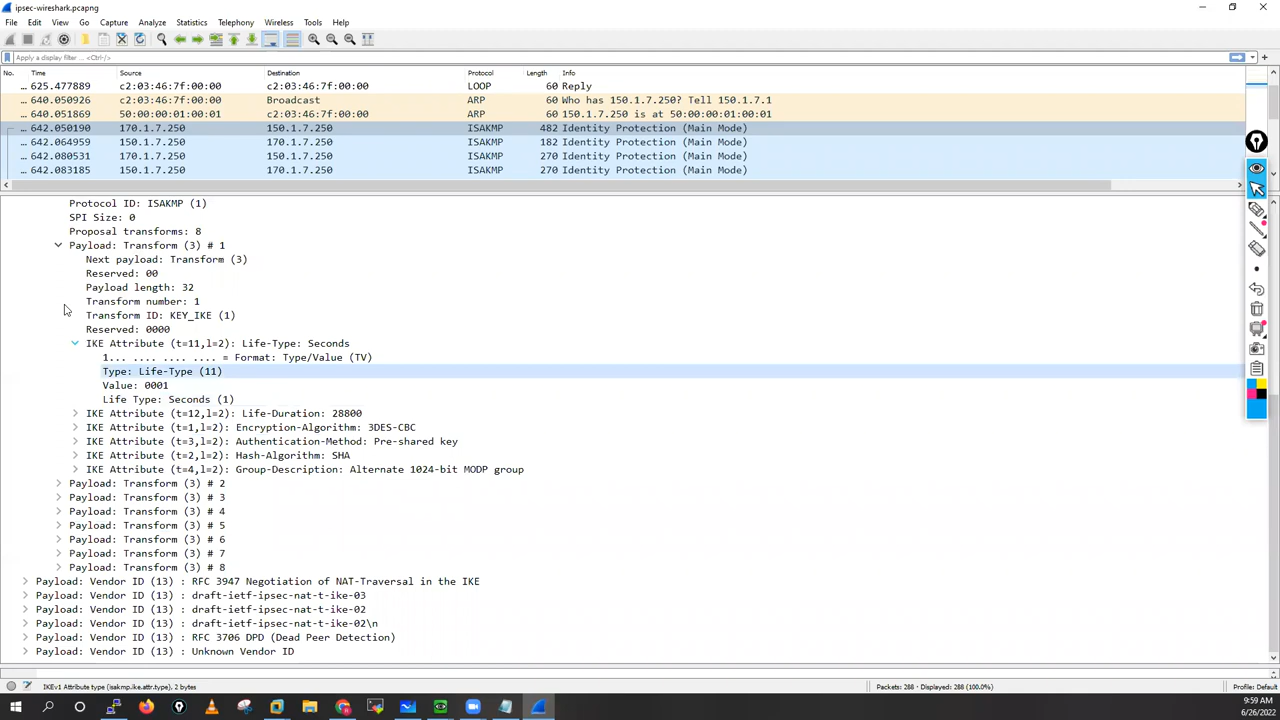 ipsec-wireshark.pcapng
File Edit View Go Capture Analyze Statistics Telephony Wireless Tools Help
Apply a display filter ... <Ctrl-/>
No. Time Source Destination Protocol Length Info
... 625.477889 c2:03:46:7f:00:00 c2:03:46:7f:00:00 LOOP 60 Reply
... 640.050926 c2:03:46:7f:00:00 Broadcast ARP 60 Who has 150.1.7.250? Tell 150.1.7.1
... 640.051869 50:00:00:01:00:01 c2:03:46:7f:00:00 ARP 60 150.1.7.250 is at 50:00:00:01:00:01
... 642.050190 170.1.7.250 150.1.7.250 ISAKMP 482 Identity Protection (Main Mode)
... 642.064959 150.1.7.250 170.1.7.250 ISAKMP 182 Identity Protection (Main Mode)
... 642.080531 170.1.7.250 150.1.7.250 ISAKMP 270 Identity Protection (Main Mode)
... 642.083185 150.1.7.250 170.1.7.250 ISAKMP 270 Identity Protection (Main Mode)
Protocol ID: ISAKMP (1)
SPI Size: 0
Proposal transforms: 8
Payload: Transform (3) # 1
Next payload: Transform (3)
Reserved: 00
Payload length: 32
Transform number: 1
Transform ID: KEY_IKE (1)
Reserved: 0000
IKE Attribute (t=11,l=2): Life-Type: Seconds
1... .... .... .... = Format: Type/Value (TV)
Type: Life-Type (11)
Value: 0001
Life Type: Seconds (1)
IKE Attribute (t=12,l=2): Life-Duration: 28800
IKE Attribute (t=1,l=2): Encryption-Algorithm: 3DES-CBC
IKE Attribute (t=3,l=2): Authentication-Method: Pre-shared key
IKE Attribute (t=2,l=2): Hash-Algorithm: SHA
IKE Attribute (t=4,l=2): Group-Description: Alternate 1024-bit MODP group
Payload: Transform (3) # 2
Payload: Transform (3) # 3
Payload: Transform (3) # 4
Payload: Transform (3) # 5
Payload: Transform (3) # 6
Payload: Transform (3) # 7
Payload: Transform (3) # 8
Payload: Vendor ID (13) : RFC 3947 Negotiation of NAT-Traversal in the IKE
Payload: Vendor ID (13) : draft-ietf-ipsec-nat-t-ike-03
Payload: Vendor ID (13) : draft-ietf-ipsec-nat-t-ike-02
Payload: Vendor ID (13) : draft-ietf-ipsec-nat-t-ike-02\n
Payload: Vendor ID (13) : RFC 3706 DPD (Dead Peer Detection)
Payload: Vendor ID (13) : Unknown Vendor ID
IKEv1 Attribute type (isakmp.ike.attr.type), 2 bytes
Packets: 288 · Displayed: 288 (100.0%)
Profile: Default
9:59 AM
6/26/2022